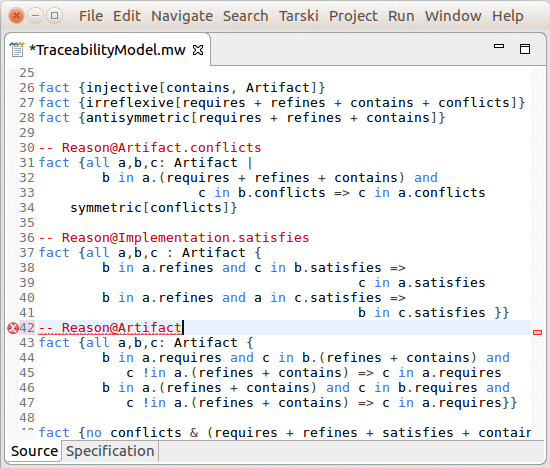 File Edit Navigate Search Tarski Project Run Window Help
*TraceabilityModel.mw
25
26 fact {injective[contains, Artifact]}
27 fact {irreflexive[requires + refines + contains + conflicts]}
28 fact {antisymmetric[requires + refines + contains]}
29
30 -- Reason@Artifact.conflicts
31 fact {all a,b,c: Artifact |
32 b in a.(requires + refines + contains) and
33 c in b.conflicts => c in a.conflicts
34 symmetric[conflicts]}
35
36 -- Reason@Implementation.satisfies
37 fact {all a,b,c : Artifact {
38 b in a.refines and c in b.satisfies =>
39 c in a.satisfies
40 b in a.refines and a in c.satisfies =>
41 b in c.satisfies }}
42 -- Reason@Artifact
43 fact {all a,b,c: Artifact {
44 b in a.requires and c in b.(refines + contains) and
45 c !in a.(refines + contains) => c in a.requires
46 b in a.(refines + contains) and c in b.requires and
47 c !in a.(refines + contains) => c in a.requires}}
48
fact {no conflicts & (requires + refines + satisfies + contain
Source Specification